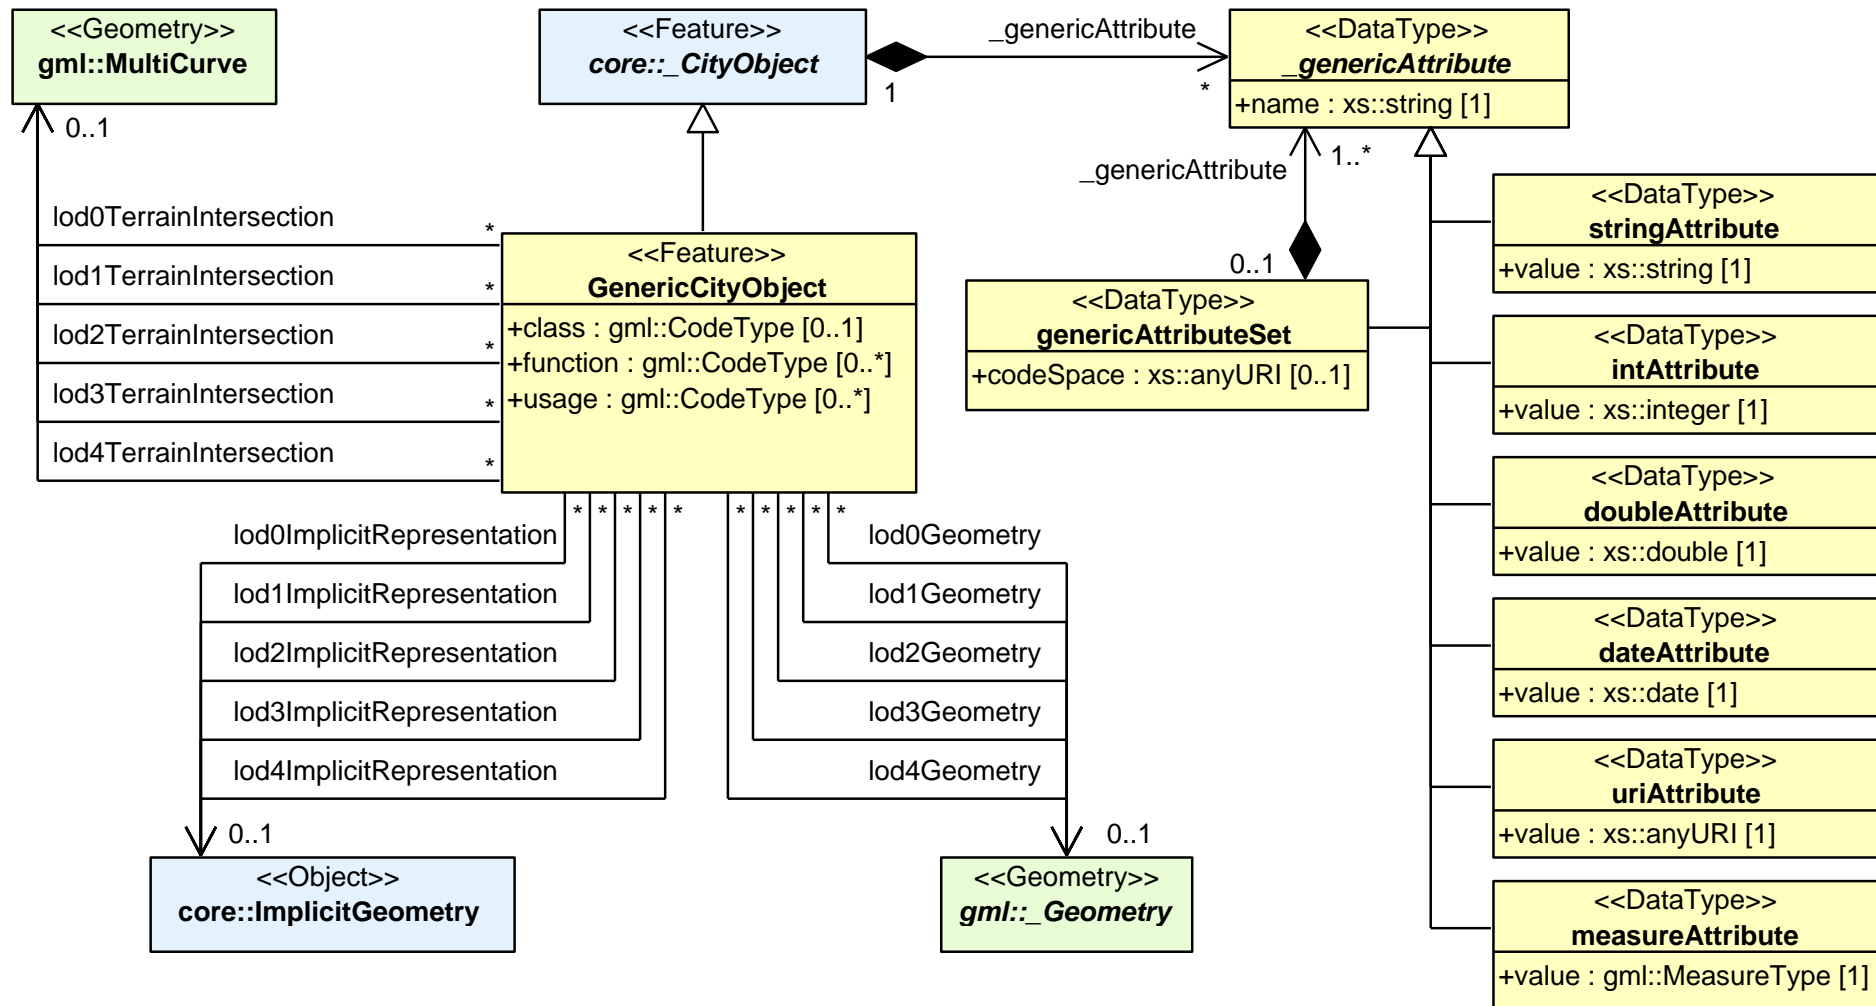 <<Geometry>>
gml::MultiCurve
<<Feature>>
core::_CityObject
_genericAttribute
1
*
<<DataType>>
_genericAttribute
+name : xs::string [1]
0..1
1..*
_genericAttribute
0..1
lod0TerrainIntersection
*
lod1TerrainIntersection
*
lod2TerrainIntersection
*
lod3TerrainIntersection
*
lod4TerrainIntersection
*
<<Feature>>
GenericCityObject
+class : gml::CodeType [0..1]
+function : gml::CodeType [0..*]
+usage : gml::CodeType [0..*]
<<DataType>>
genericAttributeSet
+codeSpace : xs::anyURI [0..1]
<<DataType>>
stringAttribute
+value : xs::string [1]
<<DataType>>
intAttribute
+value : xs::integer [1]
<<DataType>>
doubleAttribute
+value : xs::double [1]
<<DataType>>
dateAttribute
+value : xs::date [1]
<<DataType>>
uriAttribute
+value : xs::anyURI [1]
<<DataType>>
measureAttribute
+value : gml::MeasureType [1]
* * * * *
* * * * *
lod0ImplicitRepresentation
lod1ImplicitRepresentation
lod2ImplicitRepresentation
lod3ImplicitRepresentation
lod4ImplicitRepresentation
0..1
lod0Geometry
lod1Geometry
lod2Geometry
lod3Geometry
lod4Geometry
0..1
<<Object>>
core::ImplicitGeometry
<<Geometry>>
gml::_Geometry